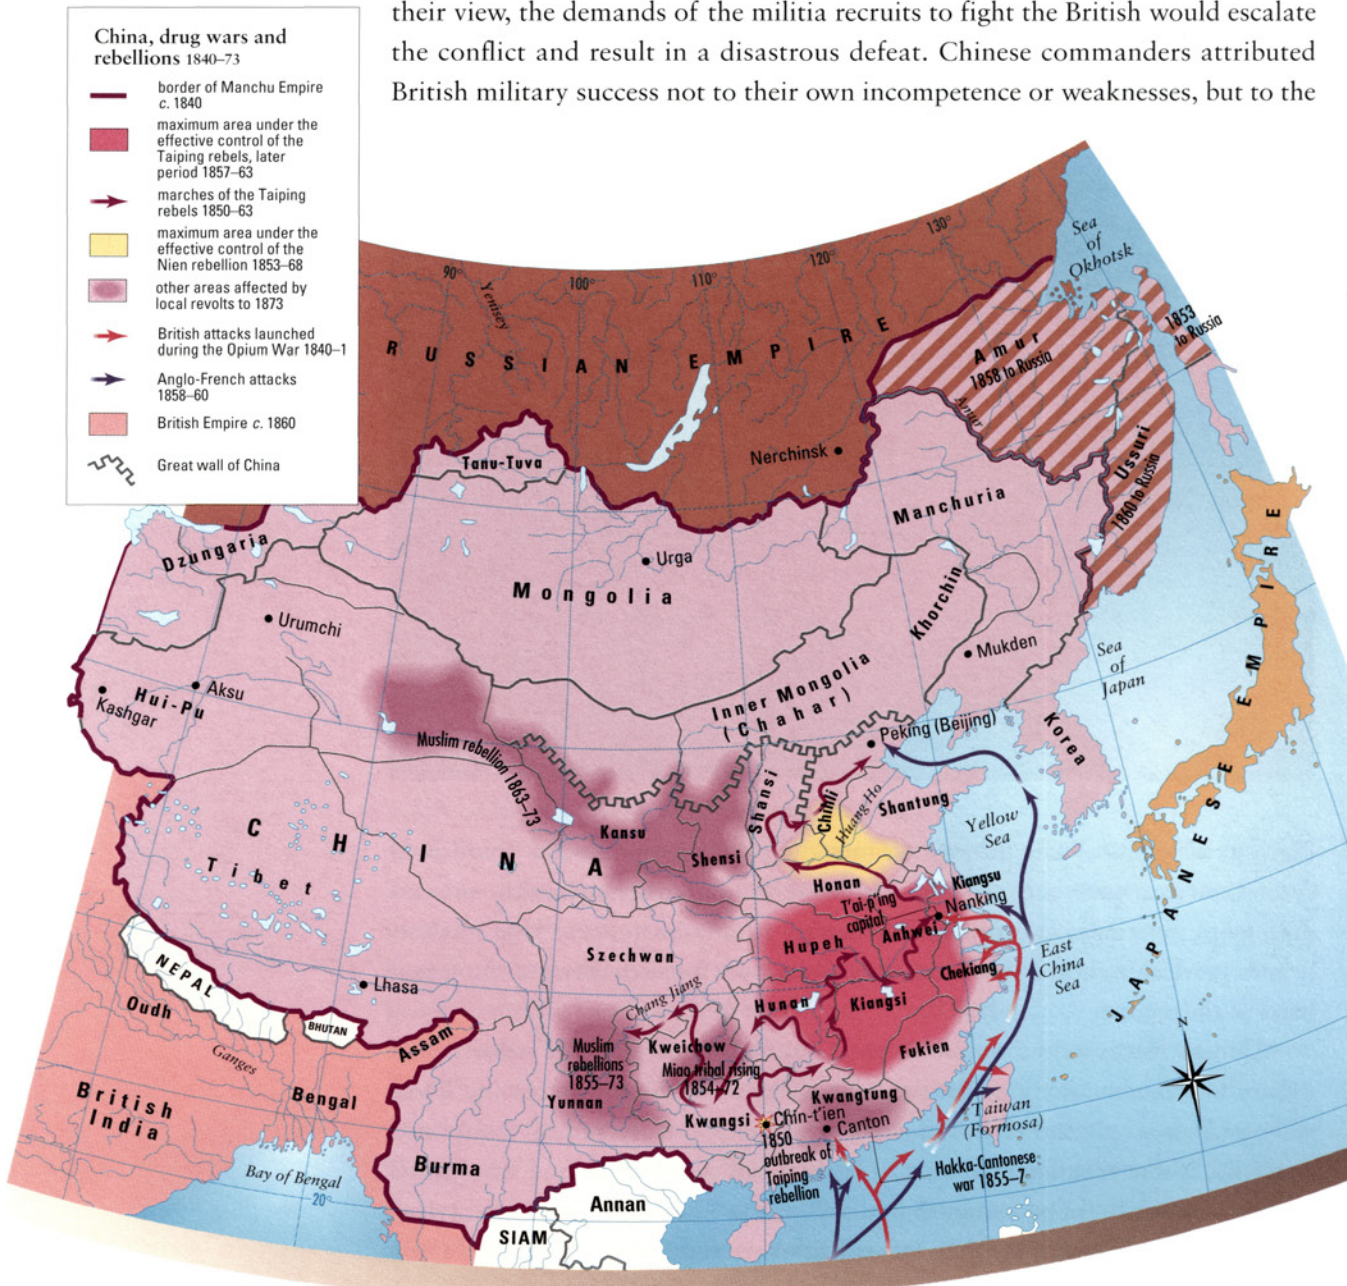 their view, the demands of the militia recruits to fight the British would escalate
the conflict and result in a disastrous defeat. Chinese commanders attributed
British military success not to their own incompetence or weaknesses, but to the
China, drug wars and
rebellions 1840–73
border of Manchu Empire
c. 1840
maximum area under the
effective control of the
Taiping rebels, later
period 1857–63
marches of the Taiping
rebels 1850–63
maximum area under the
effective control of the
Nien rebellion 1853–68
other areas affected by
local revolts to 1873
British attacks launched
during the Opium War 1840–1
Anglo-French attacks
1858–60
British Empire c. 1860
Great wall of China
90°
100°
110°
120°
130°
Yenisey
RUSSIAN EMPIRE
Sea
of
Okhotsk
1853
to Russia
Amur
1858 to Russia
Amur
Ussuri
1860 to Russia
Nerchinsk
Tanu-Tuva
Manchuria
Dzungaria
Urga
Mongolia
Khorchin
Urumchi
Mukden
Sea
of
Japan
JAPANESE EMPIRE
Aksu
Hui-Pu
Kashgar
Inner Mongolia
(Chahar)
Peking (Beijing)
Korea
Muslim rebellion 1863–73
Shansi
Chihli
Huang Ho
Shantung
Yellow
Sea
CHINA
Tibet
Kansu
Shensi
Honan
Kiangsu
Nanking
T'ai-p'ing
capital
Anhwei
Hupeh
Szechwan
Chekiang
East
China
Sea
NEPAL
Lhasa
Oudh
BHUTAN
Assam
Ganges
Chang Jiang
Hunan
Kiangsi
Fukien
Muslim
rebellions
1855–73
Yunnan
Kweichow
Miao tribal rising
1854–72
British
India
Bengal
Kwangsi
Chin-t'ien
1850
outbreak of
Taiping
rebellion
Kwangtung
Canton
Taiwan
(Formosa)
N
Burma
Bay of Bengal
20°
Hakka-Cantonese
war 1855–7
Annan
SIAM